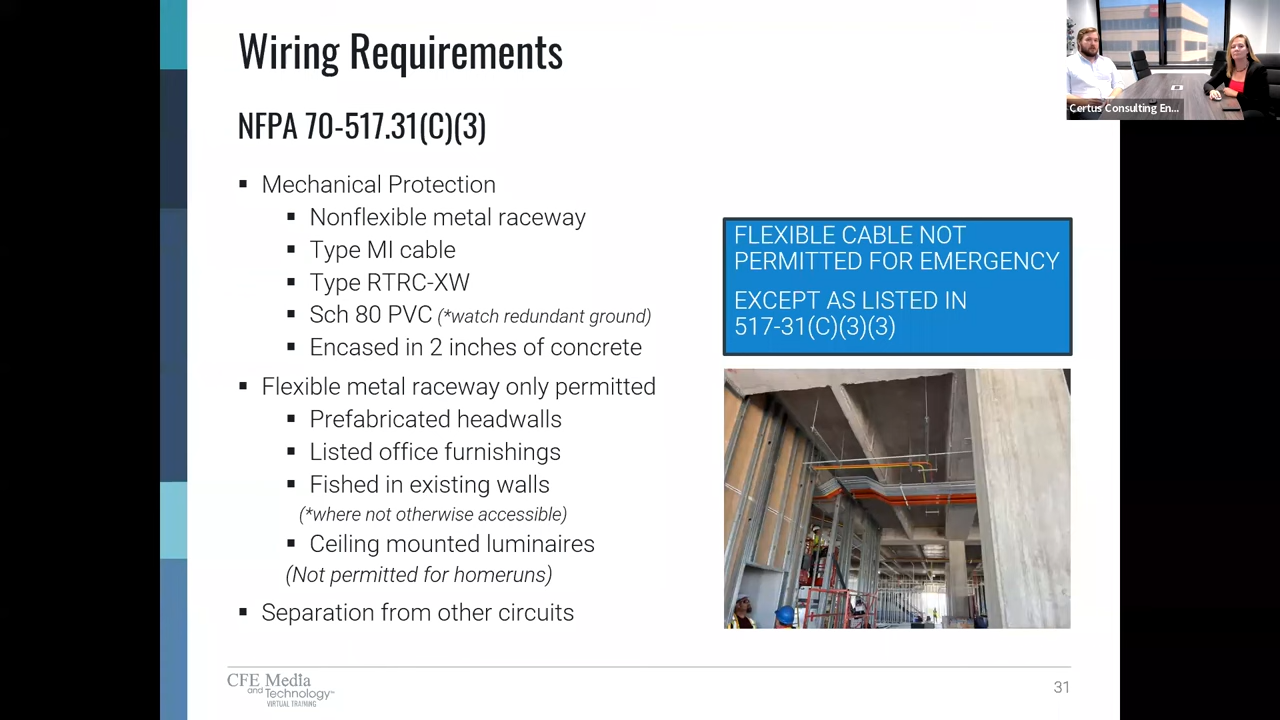 Wiring Requirements
NFPA 70-517.31(C)(3)
▪ Mechanical Protection
▪ Nonflexible metal raceway
▪ Type MI cable
▪ Type RTRC-XW
▪ Sch 80 PVC (*watch redundant ground)
▪ Encased in 2 inches of concrete
▪ Flexible metal raceway only permitted
▪ Prefabricated headwalls
▪ Listed office furnishings
▪ Fished in existing walls
(*where not otherwise accessible)
▪ Ceiling mounted luminaires
(Not permitted for homeruns)
▪ Separation from other circuits
FLEXIBLE CABLE NOT
PERMITTED FOR EMERGENCY
EXCEPT AS LISTED IN
517-31(C)(3)(3)
Certus Consulting En...
CFE Media
and Technology™
VIRTUAL TRAINING
31